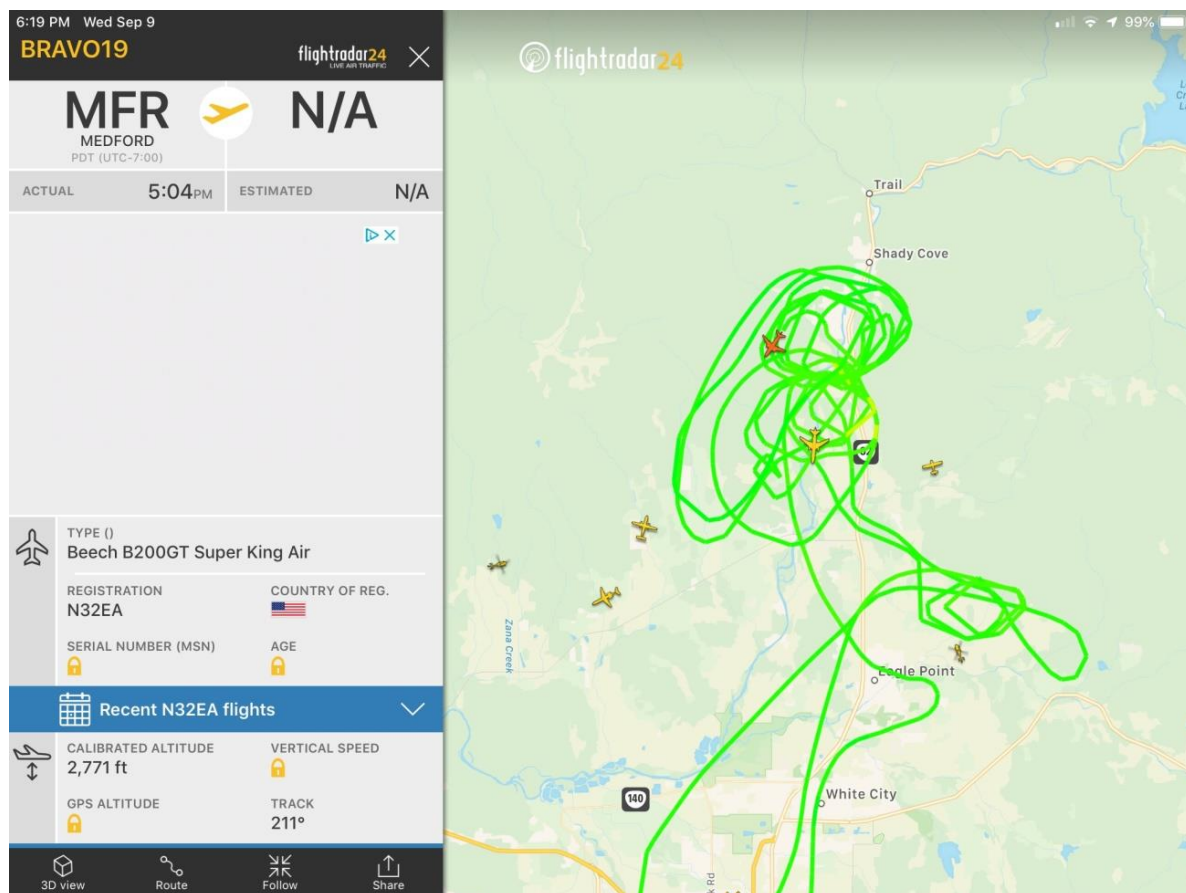 6:19 PM Wed Sep 9
99%
BRAVO19
flightradar24
LIVE AIR TRAFFIC
MFR
MEDFORD
PDT (UTC-7:00)
N/A
ACTUAL 5:04PM
ESTIMATED N/A
TYPE ()
Beech B200GT Super King Air
REGISTRATION
N32EA
COUNTRY OF REG.
SERIAL NUMBER (MSN)
AGE
Recent N32EA flights
CALIBRATED ALTITUDE
2,771 ft
VERTICAL SPEED
GPS ALTITUDE
TRACK
211°
3D view
Route
Follow
Share
flightradar24
Trail
Shady Cove
Zana Creek
Eagle Point
140
White City